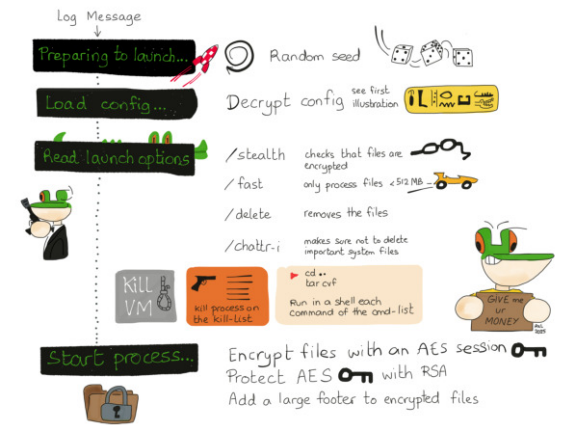 Log Message
Preparing to launch...
Random seed
Load config...
Decrypt config see first illustration
Read launch options
/stealth checks that files are encrypted
/fast only process files <512 MB
/delete removes the files
/chattr-i makes sure not to delete important system files
Kill VM
kill process on the kill-list
cd ..
tar cvf
Run in a shell each command of the cmd-list
GIVE me
ur
MONEY
Start process...
Encrypt files with an AES session
Protect AES with RSA
Add a large footer to encrypted files